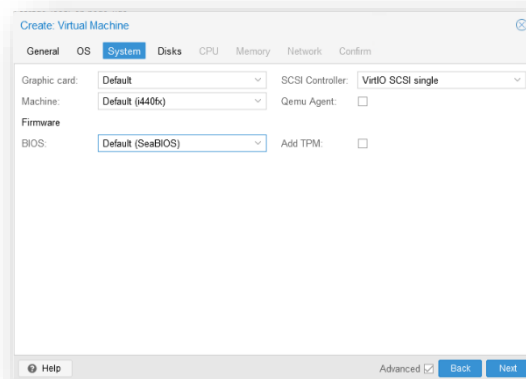 Create: Virtual Machine
General OS System Disks CPU Memory Network Confirm
Graphic card: Default SCSI Controller: VirtIO SCSI single
Machine: Default (i440fx) Qemu Agent:
Firmware
BIOS: Default (SeaBIOS) Add TPM:
Help Advanced Back Next